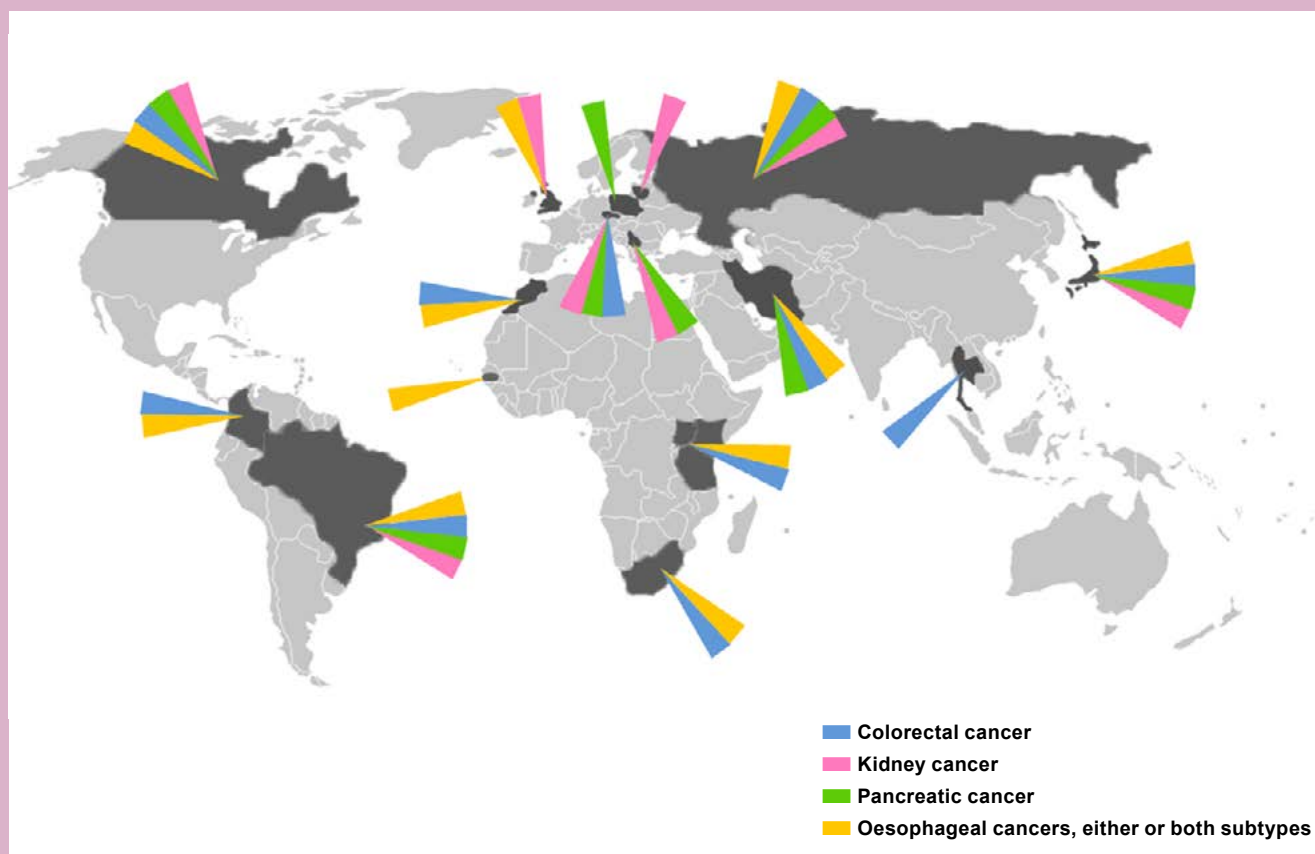 Colorectal cancer
Kidney cancer
Pancreatic cancer
Oesophageal cancers, either or both subtypes